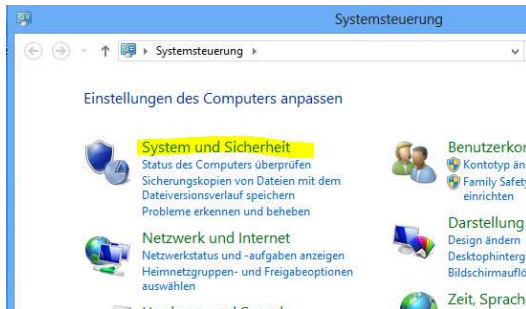 Systemsteuerung
Systemsteuerung
Einstellungen des Computers anpassen
System und Sicherheit
Status des Computers überprüfen
Sicherungskopien von Dateien mit dem
Dateiversionsverlauf speichern
Probleme erkennen und beheben
Netzwerk und Internet
Netzwerkstatus und -aufgaben anzeigen
Heimnetzgruppen- und Freigabeoptionen
auswählen
Benutzerkon
Kontotyp än
Family Safety
einrichten
Darstellung
Design ändern
Desktophinterg
Bildschirmauflö
Zeit, Sprach